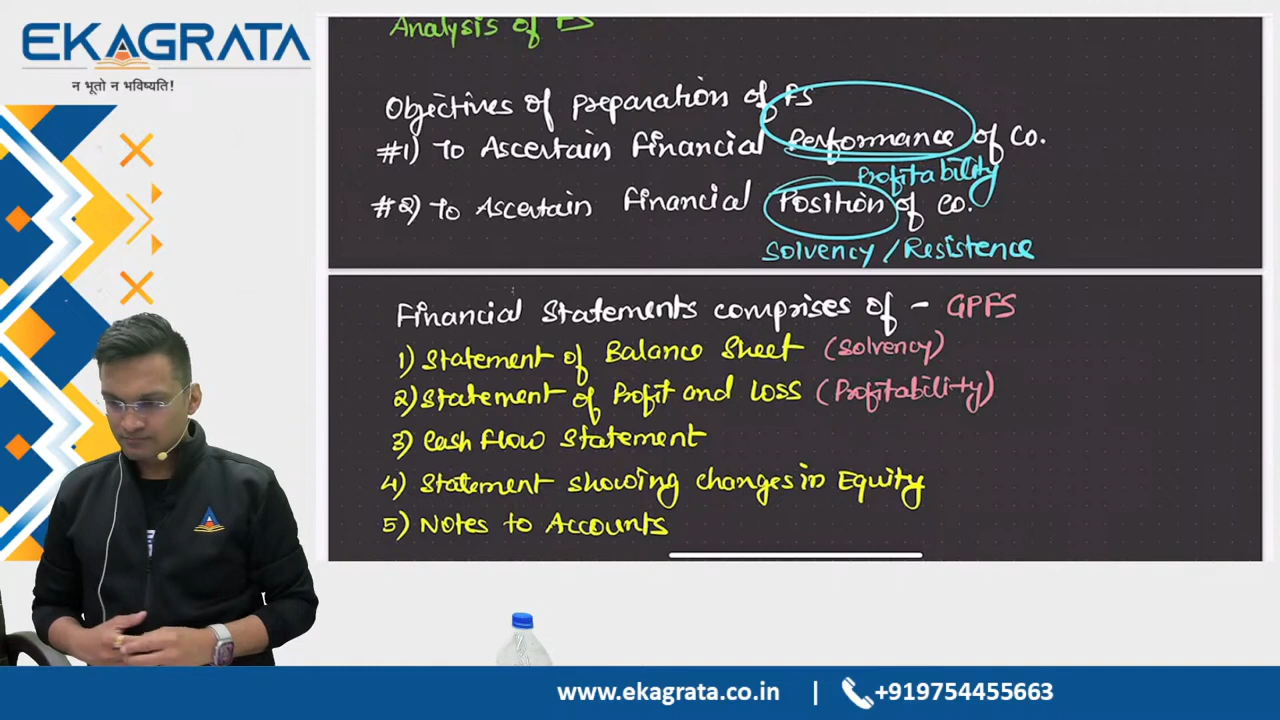 EKAGRATA
न भूतो न भविष्यति!
Analysis of FS
Objectives of preparation of FS
#1) To Ascertain Financial Performance of Co.
Profitability
#2) To Ascertain Financial Position of Co.
Solvency / Resistence
Financial Statements comprises of - GPFS
1) Statement of Balance Sheet (Solvency)
2) Statement of Profit and Loss (Profitability)
3) Cash Flow Statement
4) Statement showing changes in Equity
5) Notes to Accounts
www.ekagrata.co.in | +919754455663